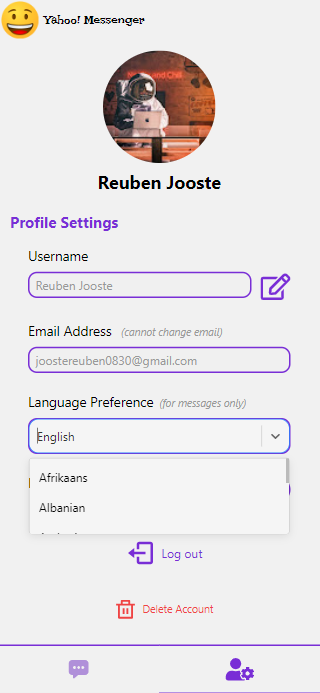 Yahoo! Messenger
Reuben Jooste
Profile Settings
Username
Reuben Jooste
Email Address (cannot change email)
joostereuben0830@gmail.com
Language Preference (for messages only)
English
Afrikaans
Albanian
Log out
Delete Account